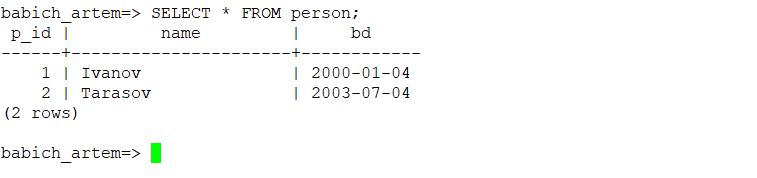 babich_artem=> SELECT * FROM person;
 p_id |         name         |     bd
------+----------------------+------------
    1 | Ivanov               | 2000-01-04
    2 | Tarasov              | 2003-07-04
(2 rows)

babich_artem=>